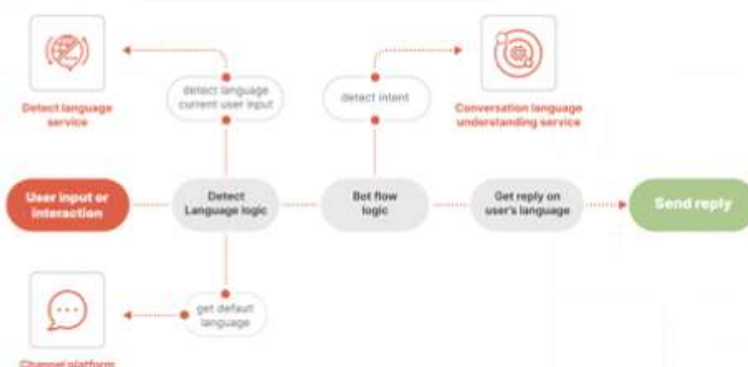 detect language
current user input
detect intent
Detect language
service
Conversation language
understanding service
User input or
interaction
Detect
Language logic
Bot flow
logic
Get reply on
user's language
Send reply
get default
language
Channel platform